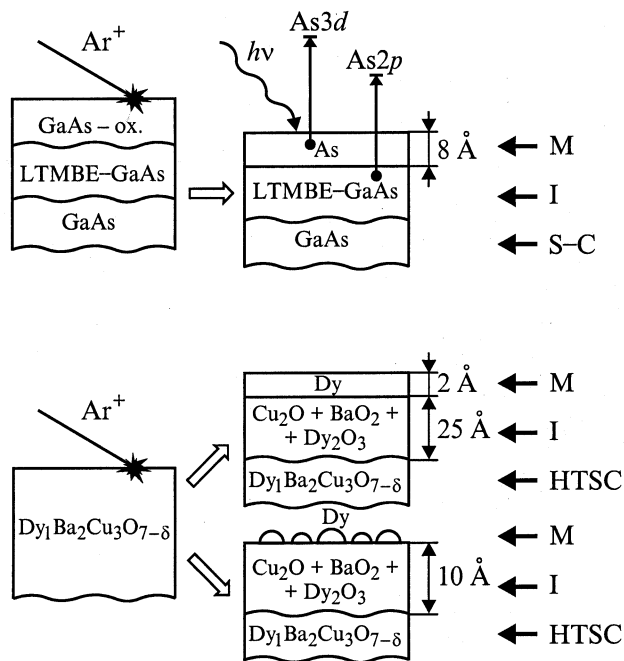 Ar⁺
GaAs – ox.
LTMBE–GaAs
GaAs
hν
As3d
As2p
As
LTMBE–GaAs
GaAs
8 Å
M
I
S–C
Ar⁺
Dy₁Ba₂Cu₃O₇₋δ
Dy
Cu₂O + BaO₂ +
+ Dy₂O₃
Dy₁Ba₂Cu₃O₇₋δ
2 Å
25 Å
M
I
HTSC
Dy
Cu₂O + BaO₂ +
+ Dy₂O₃
Dy₁Ba₂Cu₃O₇₋δ
10 Å
M
I
HTSC